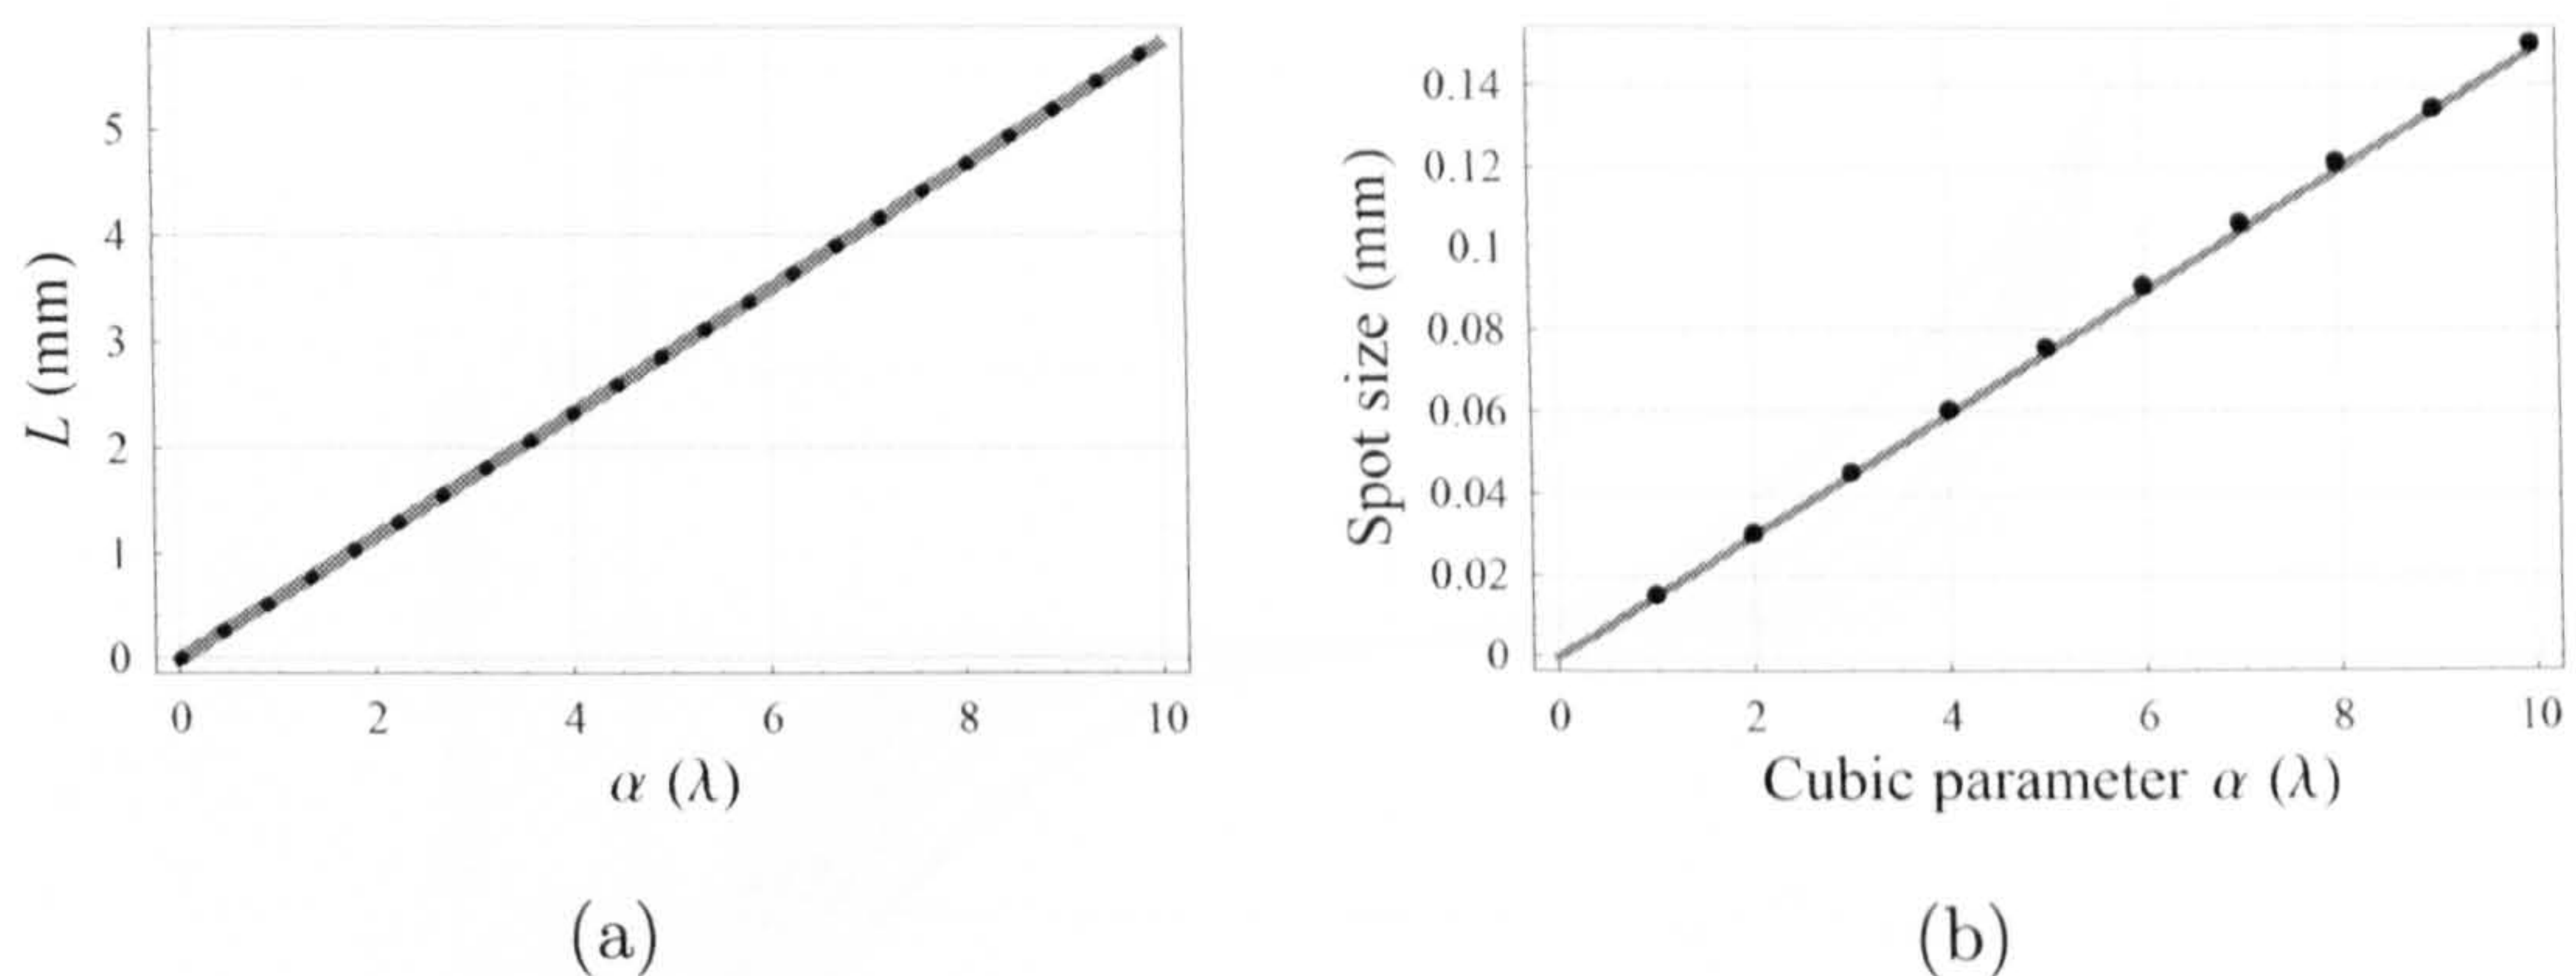 L (mm)
5
4
3
2
1
0
0 2 4 6 8 10
α (λ)
(a)
Spot size (mm)
0.14
0.12
0.1
0.08
0.06
0.04
0.02
0
0 2 4 6 8 10
Cubic parameter α (λ)
(b)